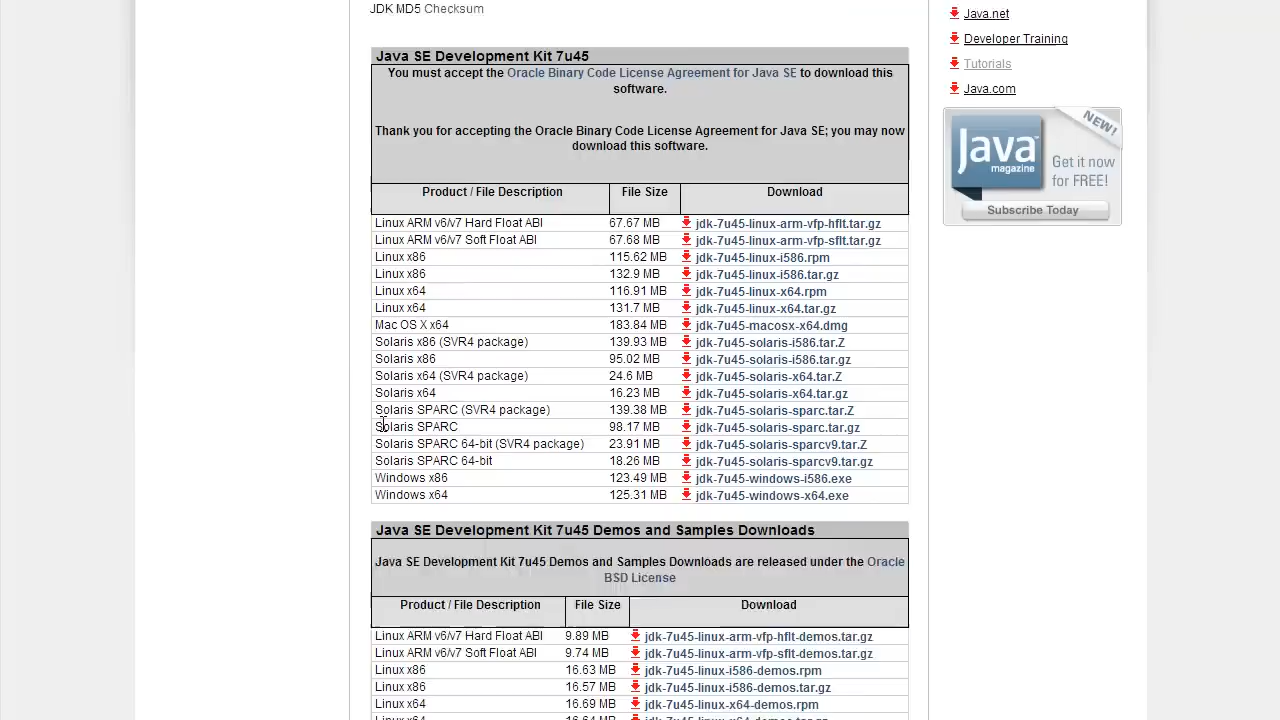 JDK MD5 Checksum
Java SE Development Kit 7u45
You must accept the Oracle Binary Code License Agreement for Java SE to download this
software.
Thank you for accepting the Oracle Binary Code License Agreement for Java SE; you may now
download this software.
Product / File Description File Size Download
Linux ARM v6/v7 Hard Float ABI 67.67 MB jdk-7u45-linux-arm-vfp-hflt.tar.gz
Linux ARM v6/v7 Soft Float ABI 67.68 MB jdk-7u45-linux-arm-vfp-sflt.tar.gz
Linux x86 115.62 MB jdk-7u45-linux-i586.rpm
Linux x86 132.9 MB jdk-7u45-linux-i586.tar.gz
Linux x64 116.91 MB jdk-7u45-linux-x64.rpm
Linux x64 131.7 MB jdk-7u45-linux-x64.tar.gz
Mac OS X x64 183.84 MB jdk-7u45-macosx-x64.dmg
Solaris x86 (SVR4 package) 139.93 MB jdk-7u45-solaris-i586.tar.Z
Solaris x86 95.02 MB jdk-7u45-solaris-i586.tar.gz
Solaris x64 (SVR4 package) 24.6 MB jdk-7u45-solaris-x64.tar.Z
Solaris x64 16.23 MB jdk-7u45-solaris-x64.tar.gz
Solaris SPARC (SVR4 package) 139.38 MB jdk-7u45-solaris-sparc.tar.Z
Solaris SPARC 98.17 MB jdk-7u45-solaris-sparc.tar.gz
Solaris SPARC 64-bit (SVR4 package) 23.91 MB jdk-7u45-solaris-sparcv9.tar.Z
Solaris SPARC 64-bit 18.26 MB jdk-7u45-solaris-sparcv9.tar.gz
Windows x86 123.49 MB jdk-7u45-windows-i586.exe
Windows x64 125.31 MB jdk-7u45-windows-x64.exe
Java SE Development Kit 7u45 Demos and Samples Downloads
Java SE Development Kit 7u45 Demos and Samples Downloads are released under the Oracle
BSD License
Product / File Description File Size Download
Linux ARM v6/v7 Hard Float ABI 9.89 MB jdk-7u45-linux-arm-vfp-hflt-demos.tar.gz
Linux ARM v6/v7 Soft Float ABI 9.74 MB jdk-7u45-linux-arm-vfp-sflt-demos.tar.gz
Linux x86 16.63 MB jdk-7u45-linux-i586-demos.rpm
Linux x86 16.57 MB jdk-7u45-linux-i586-demos.tar.gz
Linux x64 16.69 MB jdk-7u45-linux-x64-demos.rpm
Linux x64 16.64 MB jdk-7u45-linux-x64-demos.tar.gz
Java.net
Developer Training
Tutorials
Java.com
NEW!
Java
magazine
Get it now
for FREE!
Subscribe Today